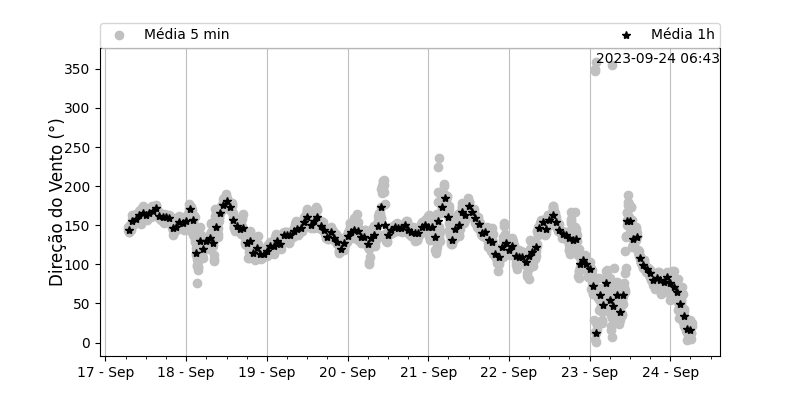 Média 5 min
Média 1h
2023-09-24 06:43
Direção do Vento (°)
350
300
250
200
150
100
50
0
17 - Sep
18 - Sep
19 - Sep
20 - Sep
21 - Sep
22 - Sep
23 - Sep
24 - Sep